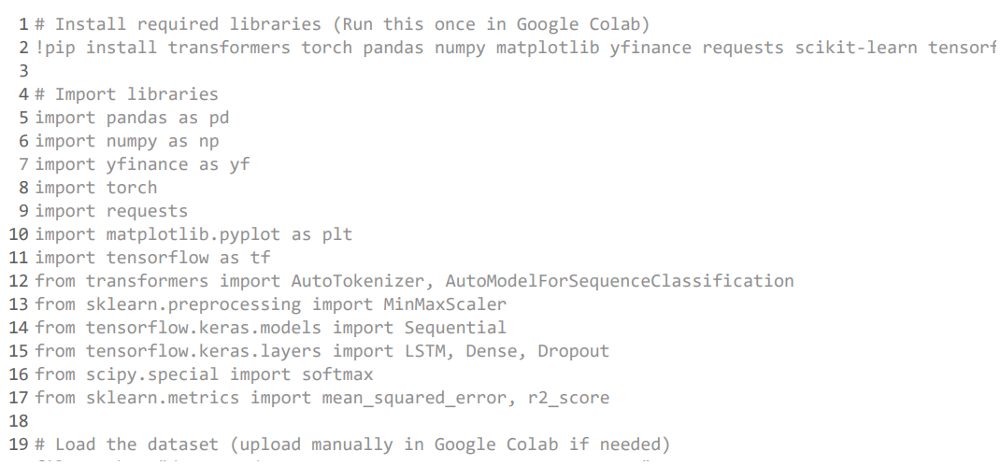 1 # Install required libraries (Run this once in Google Colab)
2 !pip install transformers torch pandas numpy matplotlib yfinance requests scikit-learn tensorf
3
4 # Import libraries
5 import pandas as pd
6 import numpy as np
7 import yfinance as yf
8 import torch
9 import requests
10 import matplotlib.pyplot as plt
11 import tensorflow as tf
12 from transformers import AutoTokenizer, AutoModelForSequenceClassification
13 from sklearn.preprocessing import MinMaxScaler
14 from tensorflow.keras.models import Sequential
15 from tensorflow.keras.layers import LSTM, Dense, Dropout
16 from scipy.special import softmax
17 from sklearn.metrics import mean_squared_error, r2_score
18
19 # Load the dataset (upload manually in Google Colab if needed)